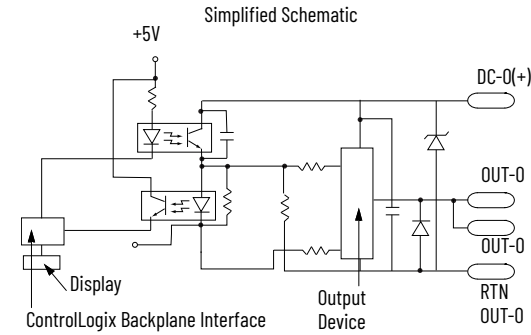 Simplified Schematic
+5V
DC-0(+)
OUT-0
OUT-0
RTN
OUT-0
Display
Output
Device
ControlLogix Backplane Interface